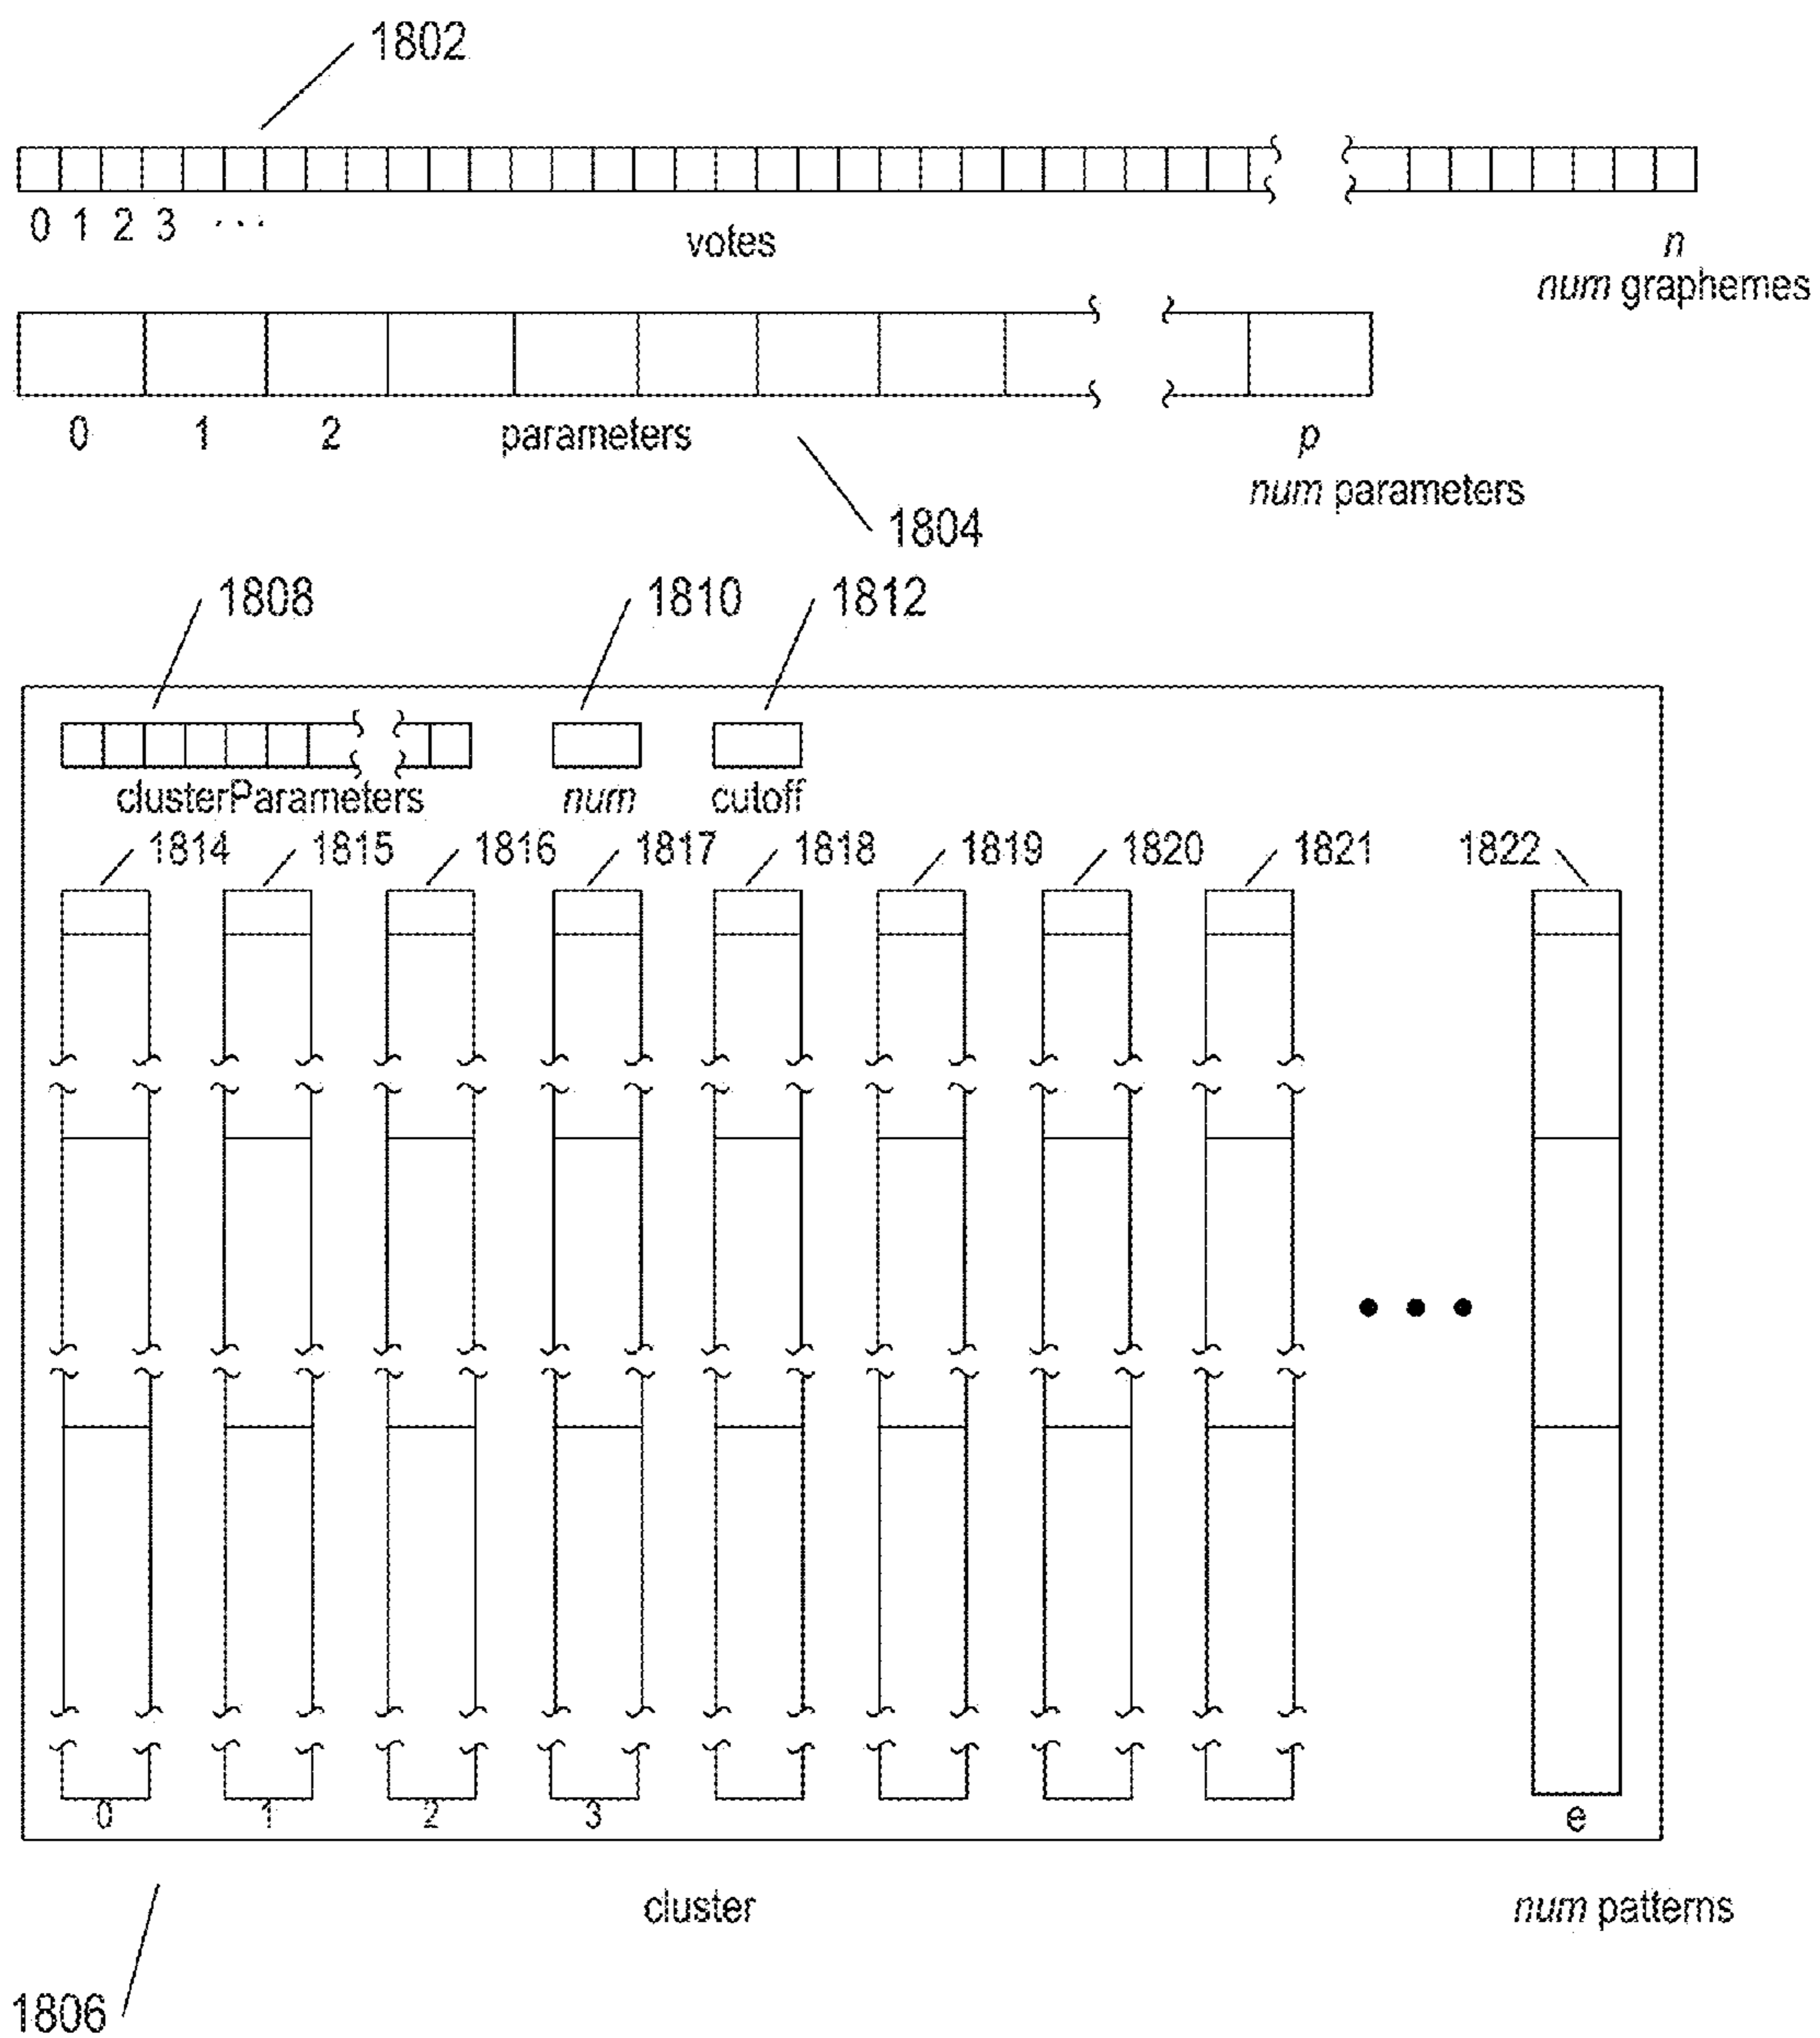 1802
0 1 2 3 ...
votes
n
num graphemes
0 1 2 parameters p
num parameters
1804
1808 1810 1812
clusterParameters num cutoff
1814 1815 1816 1817 1818 1819 1820 1821 1822
0 1 2 3 e
cluster num patterns
1806